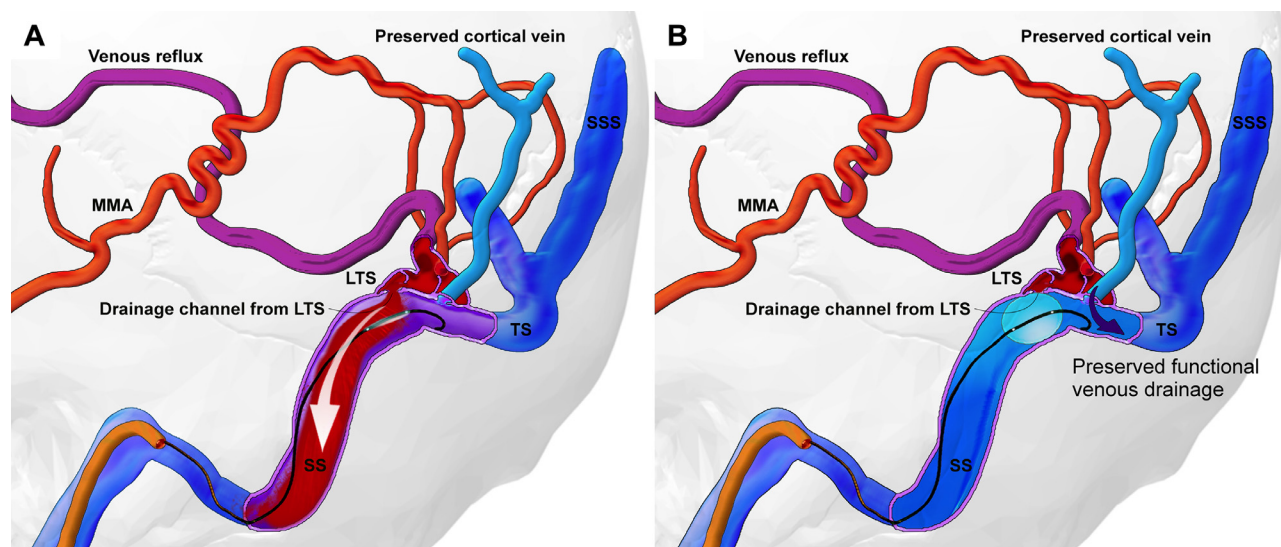 A
Preserved cortical vein
Venous reflux
SSS
MMA
LTS
Drainage channel from LTS
TS
SS
B
Preserved cortical vein
Venous reflux
SSS
MMA
LTS
Drainage channel from LTS
TS
Preserved functional
venous drainage
SS